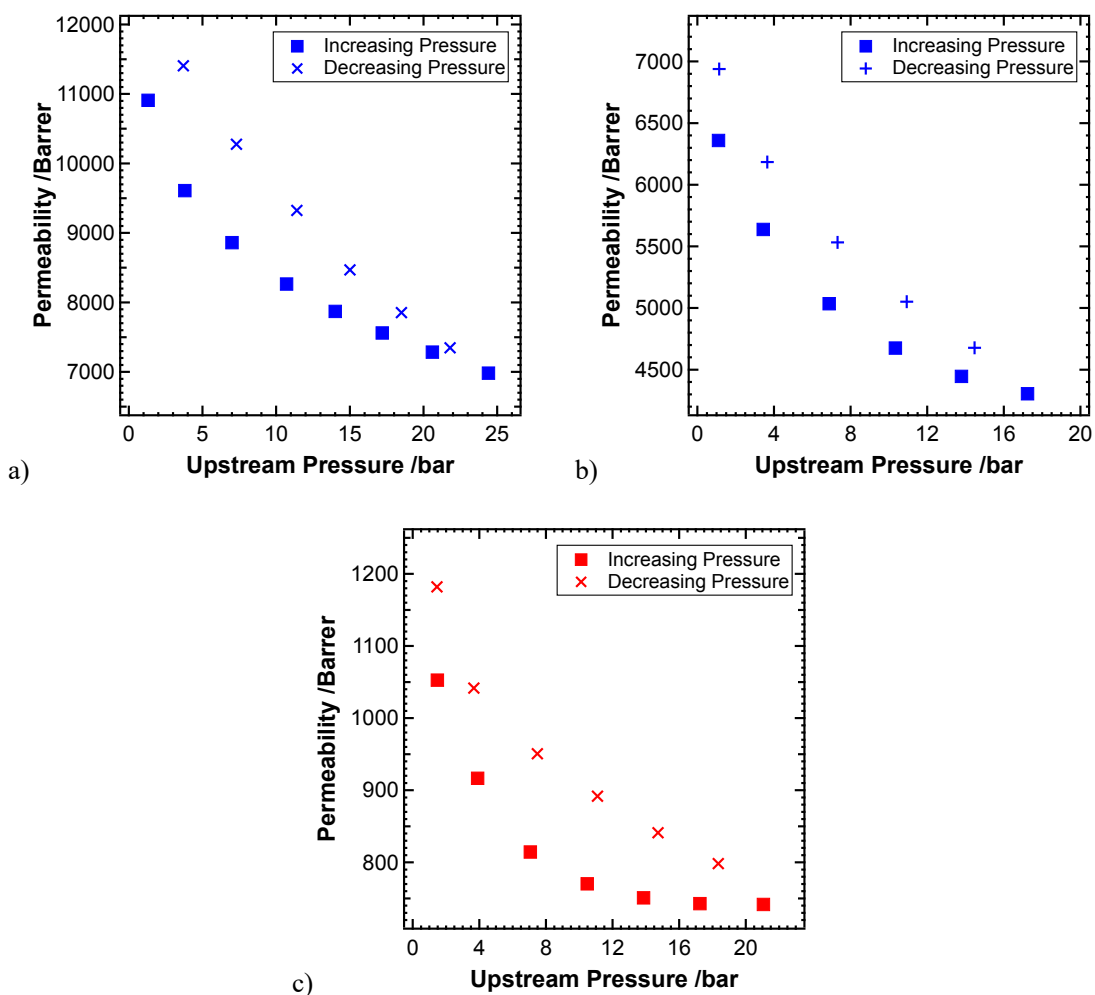 12000
11000
10000
9000
8000
7000
Permeability /Barrer
Increasing Pressure
Decreasing Pressure
0 5 10 15 20 25
Upstream Pressure /bar
a)
7000
6500
6000
5500
5000
4500
Permeability /Barrer
Increasing Pressure
Decreasing Pressure
0 4 8 12 16 20
Upstream Pressure /bar
b)
1200
1100
1000
900
800
Permeability /Barrer
Increasing Pressure
Decreasing Pressure
0 4 8 12 16 20
Upstream Pressure /bar
c)